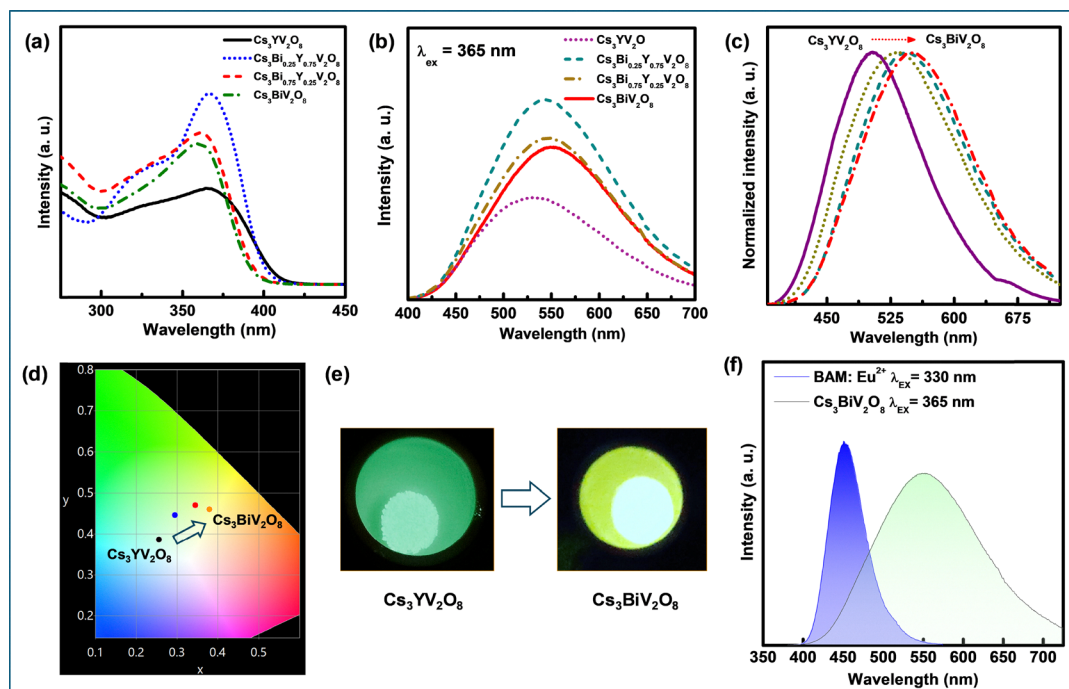 (a)
Cs₃YV₂O₈
Cs₃Bi₀.₂₅Y₀.₇₅V₂O₈
Cs₃Bi₀.₇₅Y₀.₂₅V₂O₈
Cs₃BiV₂O₈
Intensity (a. u.)
300 350 400 450
Wavelength (nm)
(b)
λex = 365 nm
Cs₃YV₂O
Cs₃Bi₀.₂₅Y₀.₇₅V₂O₈
Cs₃Bi₀.₇₅Y₀.₂₅V₂O₈
Cs₃BiV₂O₈
Intensity (a. u.)
400 450 500 550 600 650 700
Wavelength (nm)
(c)
Cs₃YV₂O₈ Cs₃BiV₂O₈
Normalized intensity (a. u.)
450 525 600 675
Wavelength (nm)
(d)
0.8
0.7
0.6
y
0.5
0.4
0.3
0.2
Cs₃BiV₂O₈
Cs₃YV₂O₈
0.1 0.2 0.3 0.4 0.5
x
(e)
Cs₃YV₂O₈
Cs₃BiV₂O₈
(f)
BAM: Eu²⁺ λEX= 330 nm
Cs₃BiV₂O₈ λEX= 365 nm
Intensity (a. u.)
350 400 450 500 550 600 650 700
Wavelength (nm)